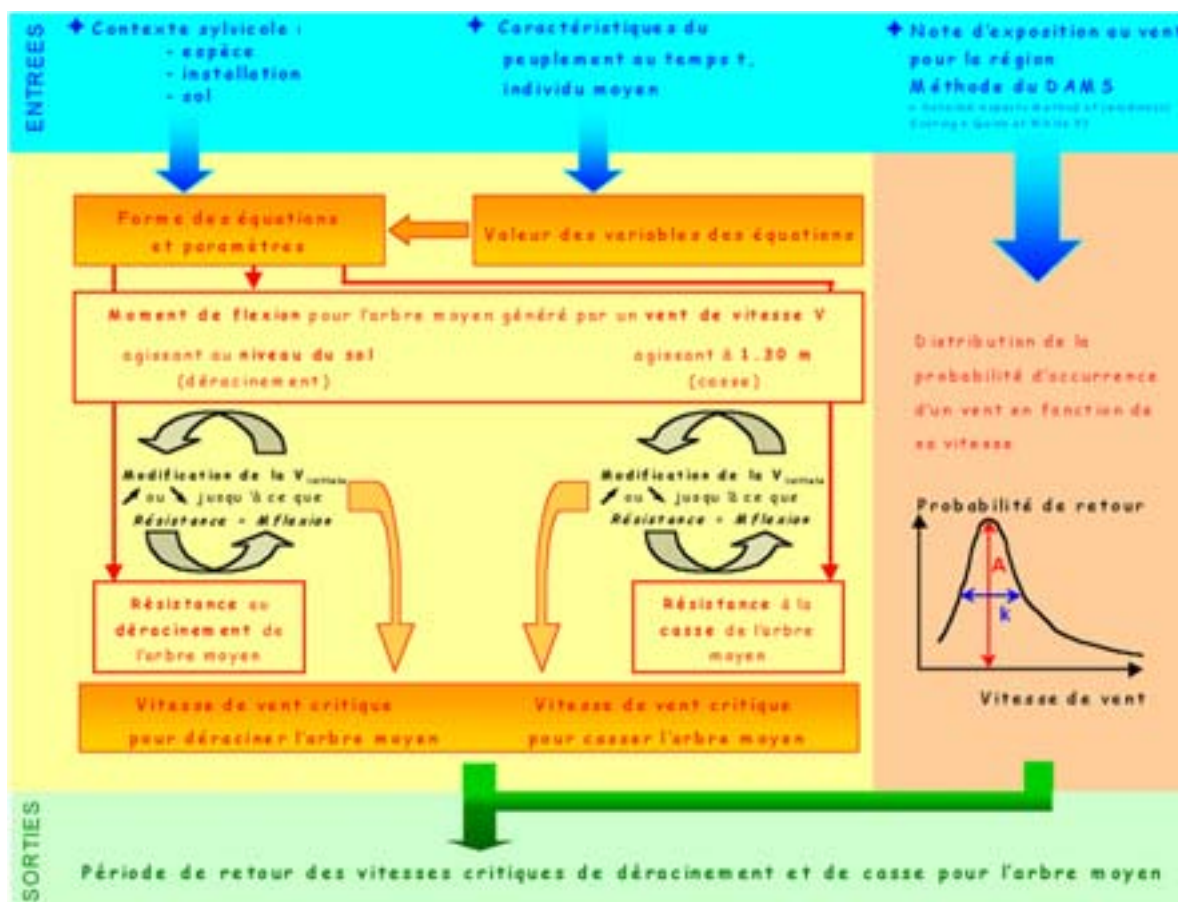 ENTREES
✦ Contexte sylvicole :
- espèce
- installation
- sol
✦ Caractéristiques du
peuplement au temps t,
individu moyen
✦ Note d'exposition au vent
pour la région
Méthode du DAMS
Forme des équations
et paramètres
Valeur des variables des équations
Moment de flexion pour l'arbre moyen généré par un vent de vitesse V
agissant au niveau du sol
(déracinement)
agissant à 1.30 m
(casse)
Modification de la V initiale
ou jusqu'à ce que
Résistance = Mflexion
Modification de la V initiale
ou jusqu'à ce que
Résistance = Mflexion
Résistance au
déracinement de
l'arbre moyen
Résistance à la
casse de l'arbre
moyen
Vitesse de vent critique
pour déraciner l'arbre moyen
Vitesse de vent critique
pour casser l'arbre moyen
Distribution de la
probabilité d'occurrence
d'un vent en fonction de
sa vitesse
Probabilité de retour
A
k
Vitesse de vent
SORTIES
Période de retour des vitesses critiques de déracinement et de casse pour l'arbre moyen